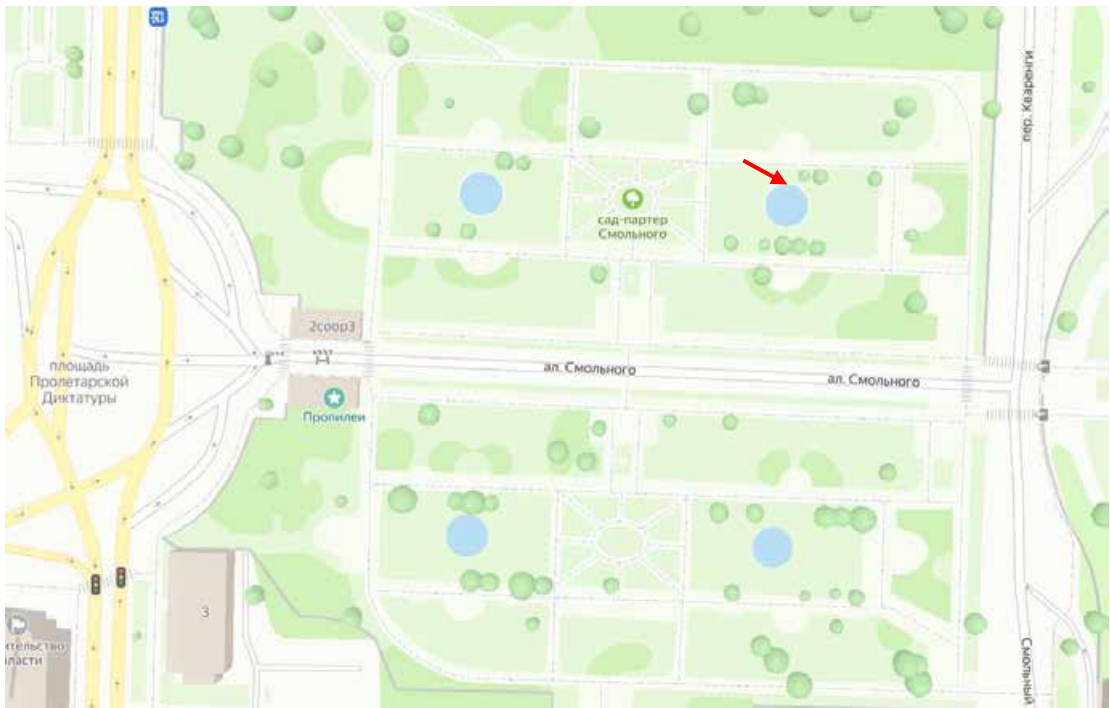 пер. Кваренги
сад-партер
Смольного
2соор3
площадь
Пролетарской
Диктатуры
ал. Смольного
ал. Смольного
Пропилеи
3
Смольный